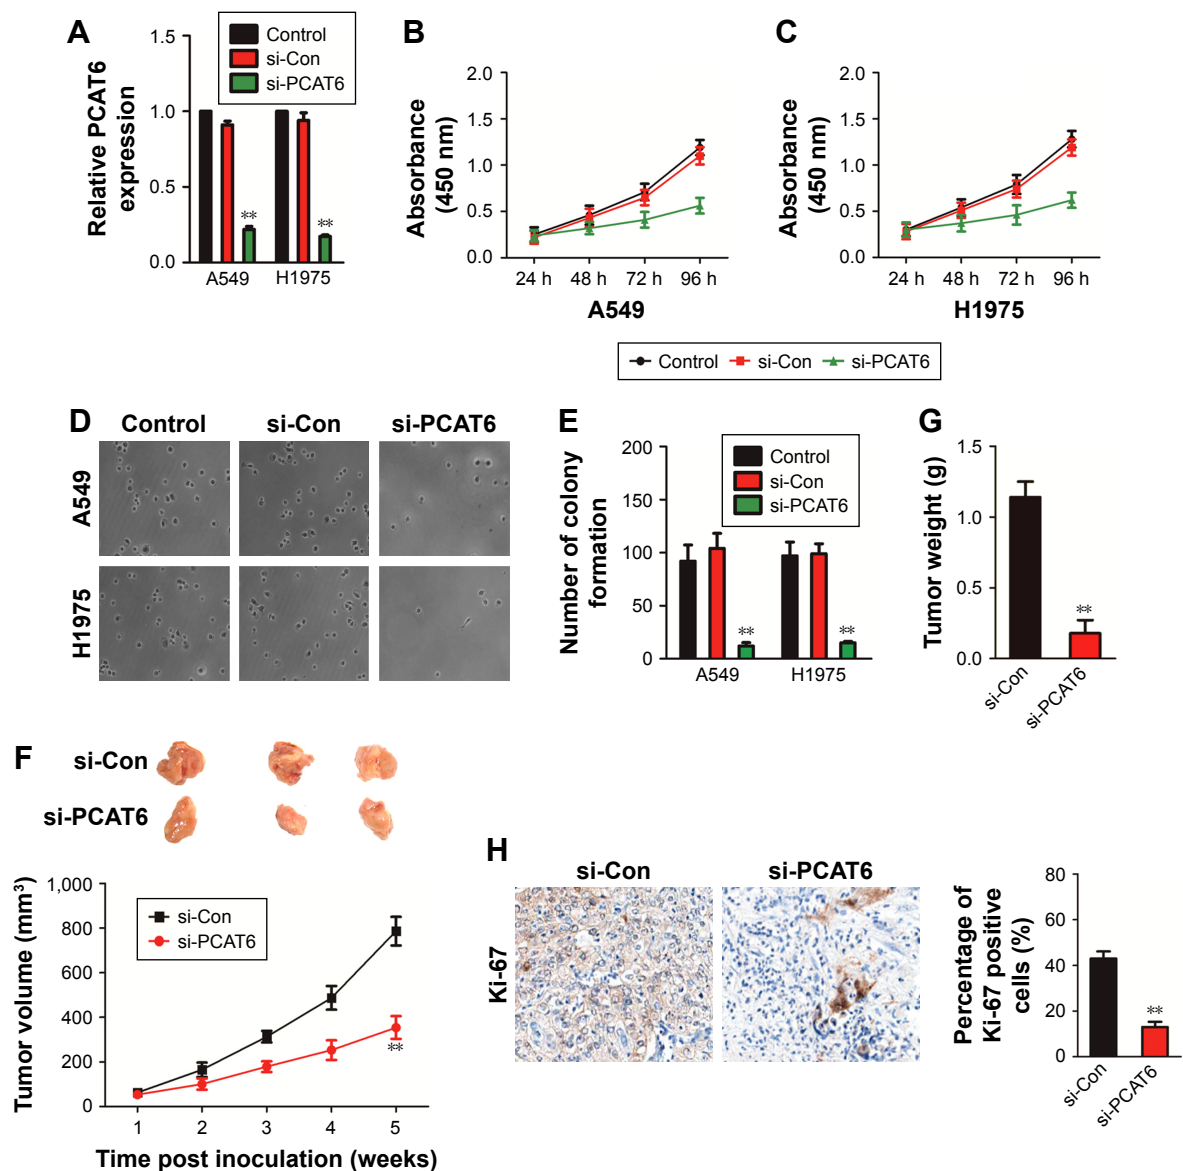 A
Relative PCAT6
expression
1.5
1.0
0.5
0.0
Control
si-Con
si-PCAT6
**
**
A549
H1975
B
Absorbance
(450 nm)
2.0
1.5
1.0
0.5
0.0
24 h
48 h
72 h
96 h
A549
C
Absorbance
(450 nm)
2.0
1.5
1.0
0.5
0.0
24 h
48 h
72 h
96 h
H1975
Control
si-Con
si-PCAT6
D
Control
si-Con
si-PCAT6
A549
H1975
E
Number of colony
formation
200
150
100
50
0
Control
si-Con
si-PCAT6
**
**
A549
H1975
G
Tumor weight (g)
1.5
1.0
0.5
0.0
**
si-Con
si-PCAT6
F
si-Con
si-PCAT6
Tumor volume (mm³)
1,000
800
600
400
200
0
si-Con
si-PCAT6
**
1
2
3
4
5
Time post inoculation (weeks)
H
si-Con
si-PCAT6
Ki-67
Percentage of
Ki-67 positive
cells (%)
80
60
40
20
0
**
si-Con
si-PCAT6